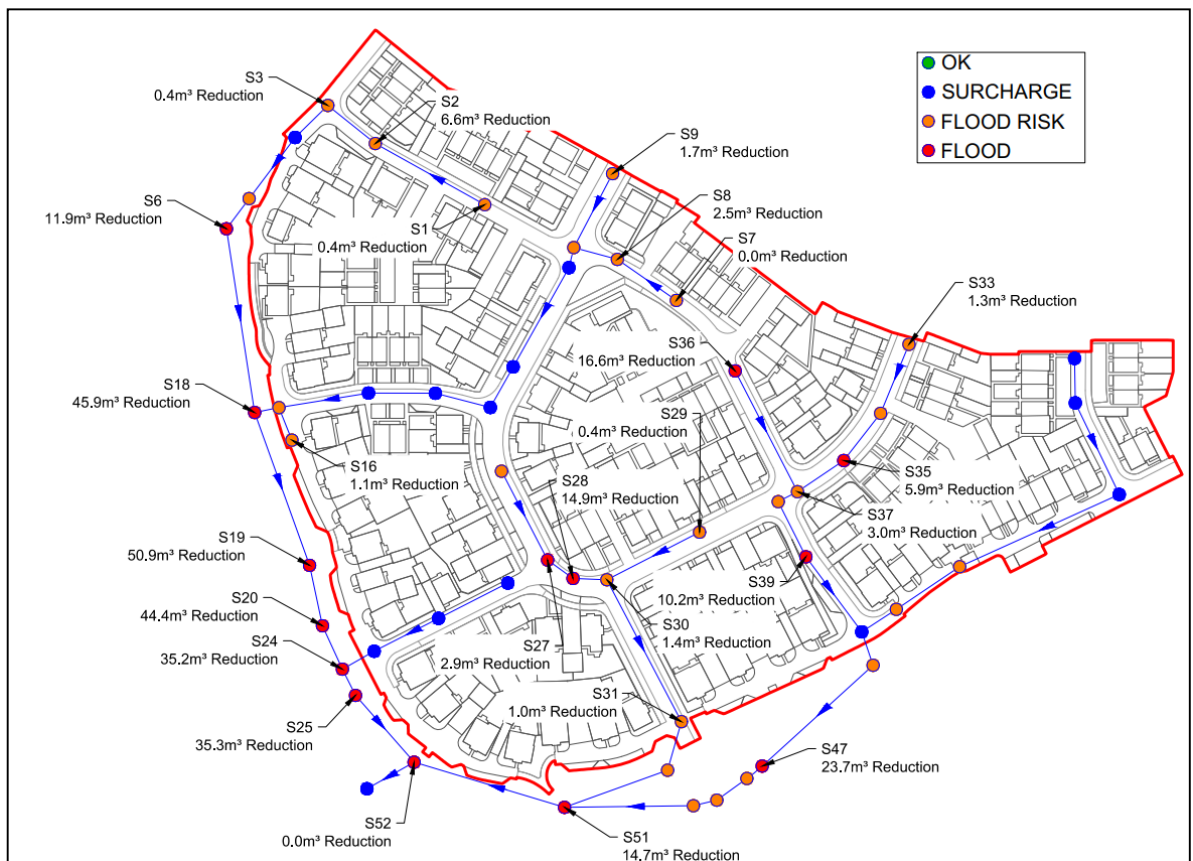 OK
SURCHARGE
FLOOD RISK
FLOOD
S3
0.4m³ Reduction
S2
6.6m³ Reduction
S9
1.7m³ Reduction
S8
2.5m³ Reduction
S7
0.0m³ Reduction
S6
11.9m³ Reduction
S1
0.4m³ Reduction
S33
1.3m³ Reduction
S36
16.6m³ Reduction
S18
45.9m³ Reduction
S29
0.4m³ Reduction
S16
1.1m³ Reduction
S28
14.9m³ Reduction
S35
5.9m³ Reduction
S37
3.0m³ Reduction
S19
50.9m³ Reduction
S39
10.2m³ Reduction
S20
44.4m³ Reduction
S30
1.4m³ Reduction
S24
35.2m³ Reduction
S27
2.9m³ Reduction
S31
1.0m³ Reduction
S25
35.3m³ Reduction
S47
23.7m³ Reduction
S52
0.0m³ Reduction
S51
14.7m³ Reduction